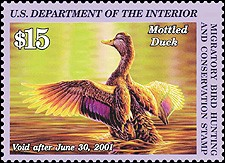 U.S. DEPARTMENT OF THE INTERIOR
$15
Mottled
Duck
Void after June 30, 2001
MIGRATORY BIRD HUNTING
AND CONSERVATION STAMP